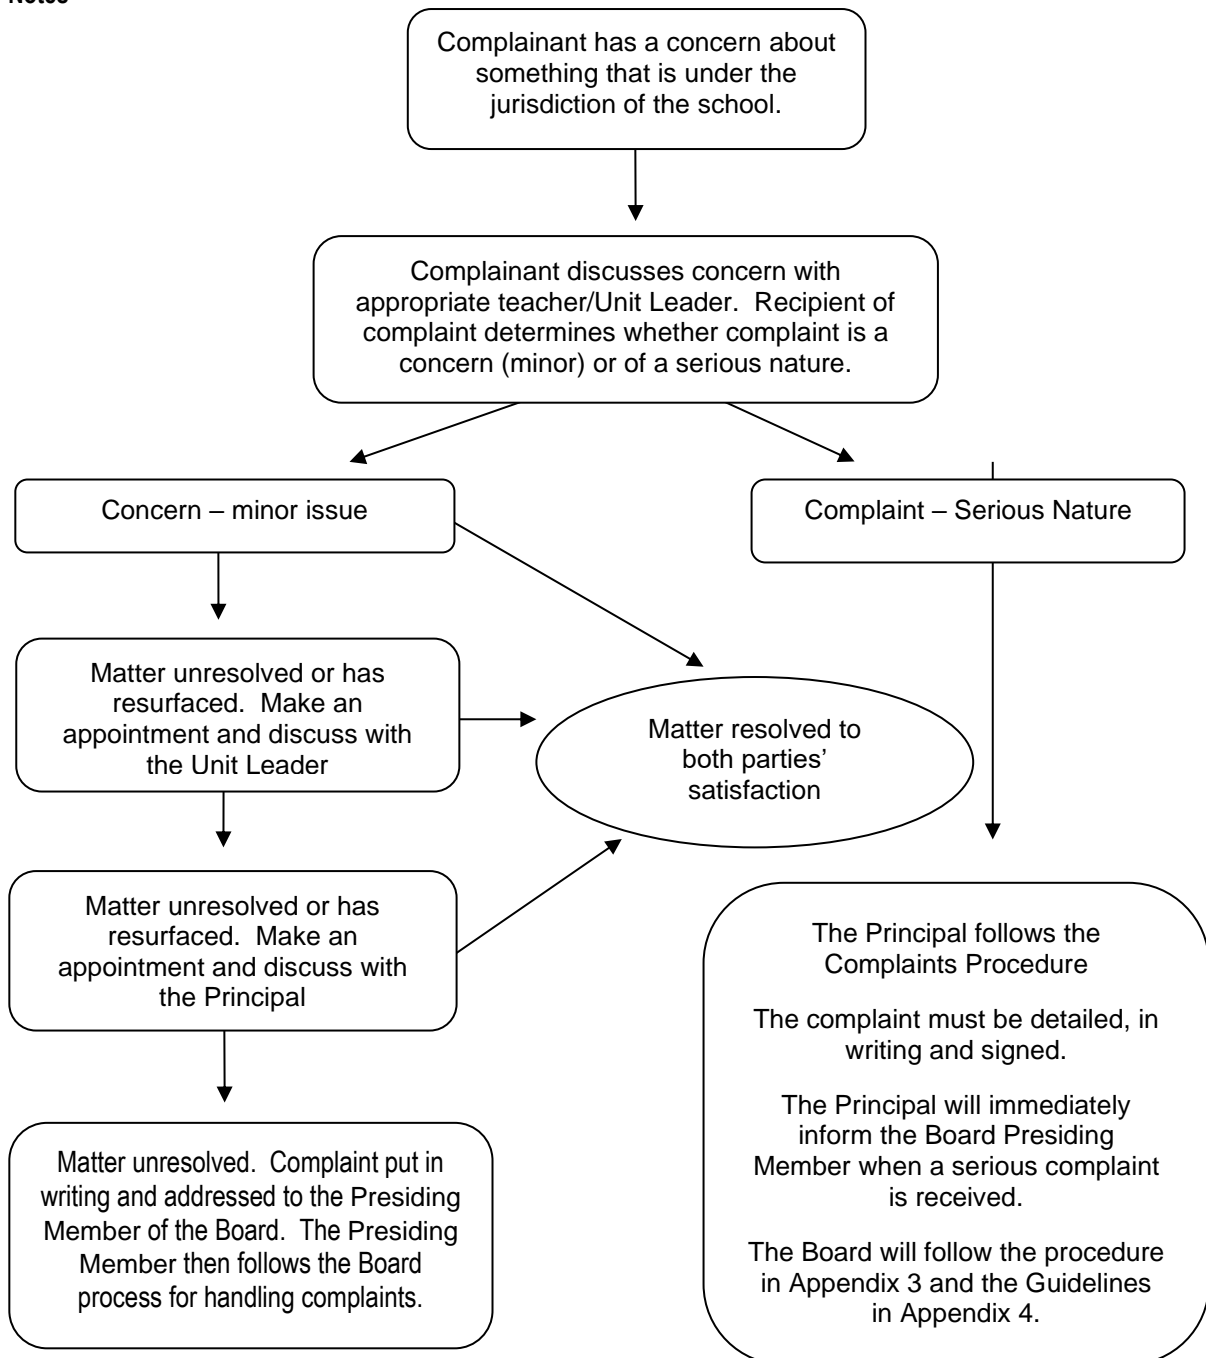 Notes
Complainant has a concern about
something that is under the
jurisdiction of the school.
Complainant discusses concern with
appropriate teacher/Unit Leader. Recipient of
complaint determines whether complaint is a
concern (minor) or of a serious nature.
Concern – minor issue
Complaint – Serious Nature
Matter unresolved or has
resurfaced. Make an
appointment and discuss with
the Unit Leader
Matter resolved to
both parties’
satisfaction
Matter unresolved or has
resurfaced. Make an
appointment and discuss with
the Principal
The Principal follows the
Complaints Procedure
The complaint must be detailed, in
writing and signed.
The Principal will immediately
inform the Board Presiding
Member when a serious complaint
is received.
The Board will follow the procedure
in Appendix 3 and the Guidelines
in Appendix 4.
Matter unresolved. Complaint put in
writing and addressed to the Presiding
Member of the Board. The Presiding
Member then follows the Board
process for handling complaints.